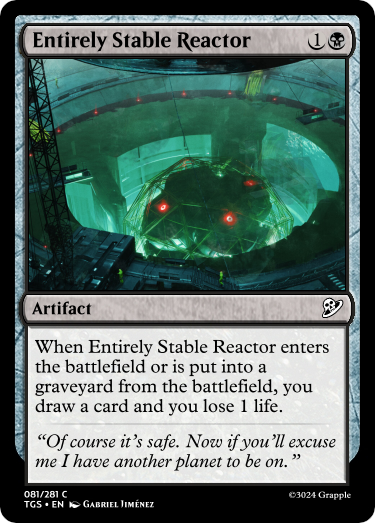 Entirely Stable Reactor 1
Artifact
When Entirely Stable Reactor enters
the battlefield or is put into a
graveyard from the battlefield, you
draw a card and you lose 1 life.
“Of course it’s safe. Now if you’ll excuse
me I have another planet to be on.”
081/281 C
TGS • EN Gabriel Jiménez
©3024 Grapple